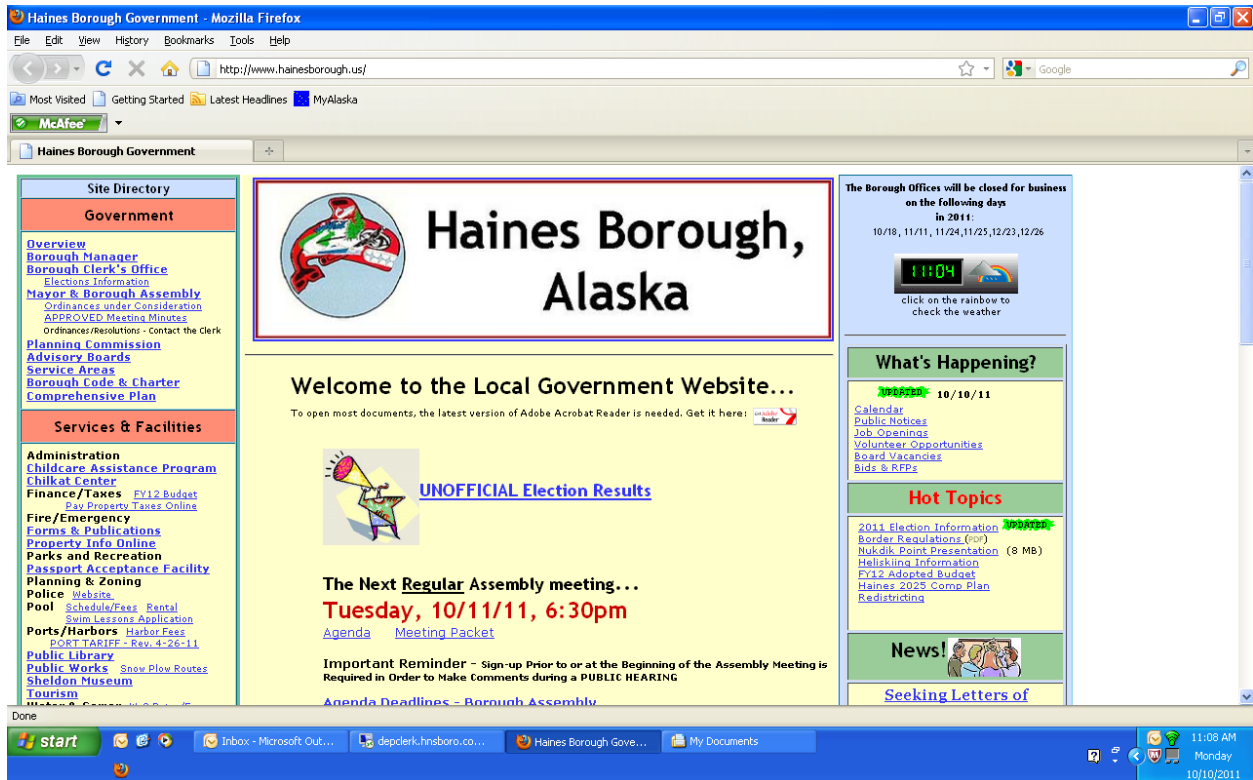 Haines Borough Government - Mozilla Firefox
File Edit View History Bookmarks Tools Help
http://www.hainesborough.us/
Google
Most Visited Getting Started Latest Headlines MyAlaska
McAfee
Haines Borough Government
Site Directory
Government
Overview
Borough Manager
Borough Clerk's Office
Elections Information
Mayor & Borough Assembly
Ordinances under Consideration
APPROVED Meeting Minutes
Ordinances/Resolutions - Contact the Clerk
Planning Commission
Advisory Boards
Service Areas
Borough Code & Charter
Comprehensive Plan
Services & Facilities
Administration
Childcare Assistance Program
Chilkat Center
Finance/Taxes FY12 Budget
Pay Property Taxes Online
Fire/Emergency
Forms & Publications
Property Info Online
Parks and Recreation
Passport Acceptance Facility
Planning & Zoning
Police Website
Pool Schedule/Fees Rental
Swim Lessons Application
Ports/Harbors Harbor Fees
PORT TARIFF - Rev. 4-26-11
Public Library
Public Works Snow Plow Routes
Sheldon Museum
Tourism
Haines Borough,
Alaska
Welcome to the Local Government Website...
To open most documents, the latest version of Adobe Acrobat Reader is needed. Get it here:
Reader
UNOFFICIAL Election Results
The Next Regular Assembly meeting...
Tuesday, 10/11/11, 6:30pm
Agenda Meeting Packet
Important Reminder - Sign-up Prior to or at the Beginning of the Assembly Meeting is
Required in Order to Make Comments during a PUBLIC HEARING
Agenda Deadlines - Borough Assembly
The Borough Offices will be closed for business
on the following days
in 2011:
10/18, 11/11, 11/24,11/25,12/23,12/26
11:04
click on the rainbow to
check the weather
What's Happening?
UPDATED 10/10/11
Calendar
Public Notices
Job Openings
Volunteer Opportunities
Board Vacancies
Bids & RFPs
Hot Topics
2011 Election Information UPDATED
Border Regulations (PDF)
Nukdik Point Presentation (8 MB)
Heliskiing Information
FY12 Adopted Budget
Haines 2025 Comp Plan
Redistricting
News!
Seeking Letters of
Done
start
Inbox - Microsoft Out...
depclerk.hnsboro.co...
Haines Borough Gove...
My Documents
11:08 AM
Monday
10/10/2011